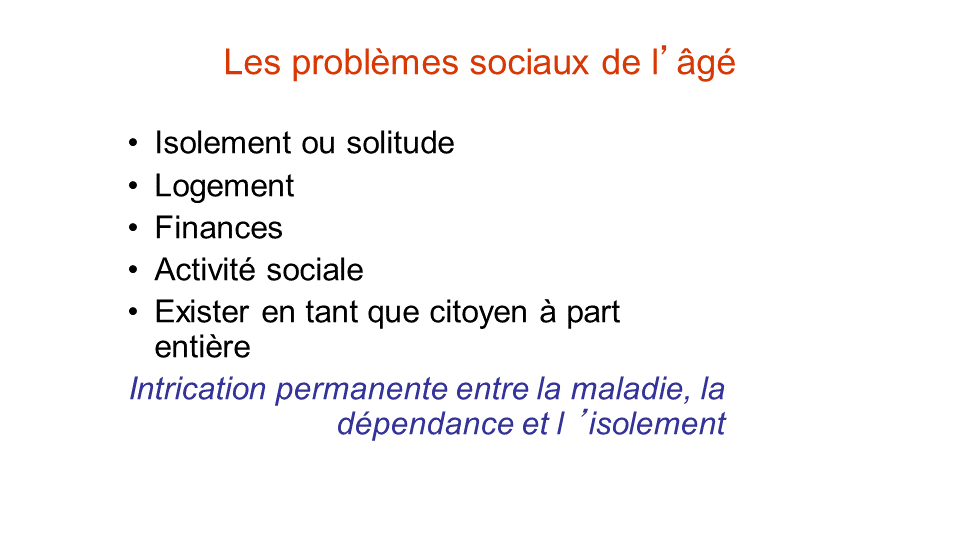 Les problèmes sociaux de l’ âgé
• Isolement ou solitude
• Logement
• Finances
• Activité sociale
• Exister en tant que citoyen à part
entière
Intrication permanente entre la maladie, la
dépendance et l ’isolement